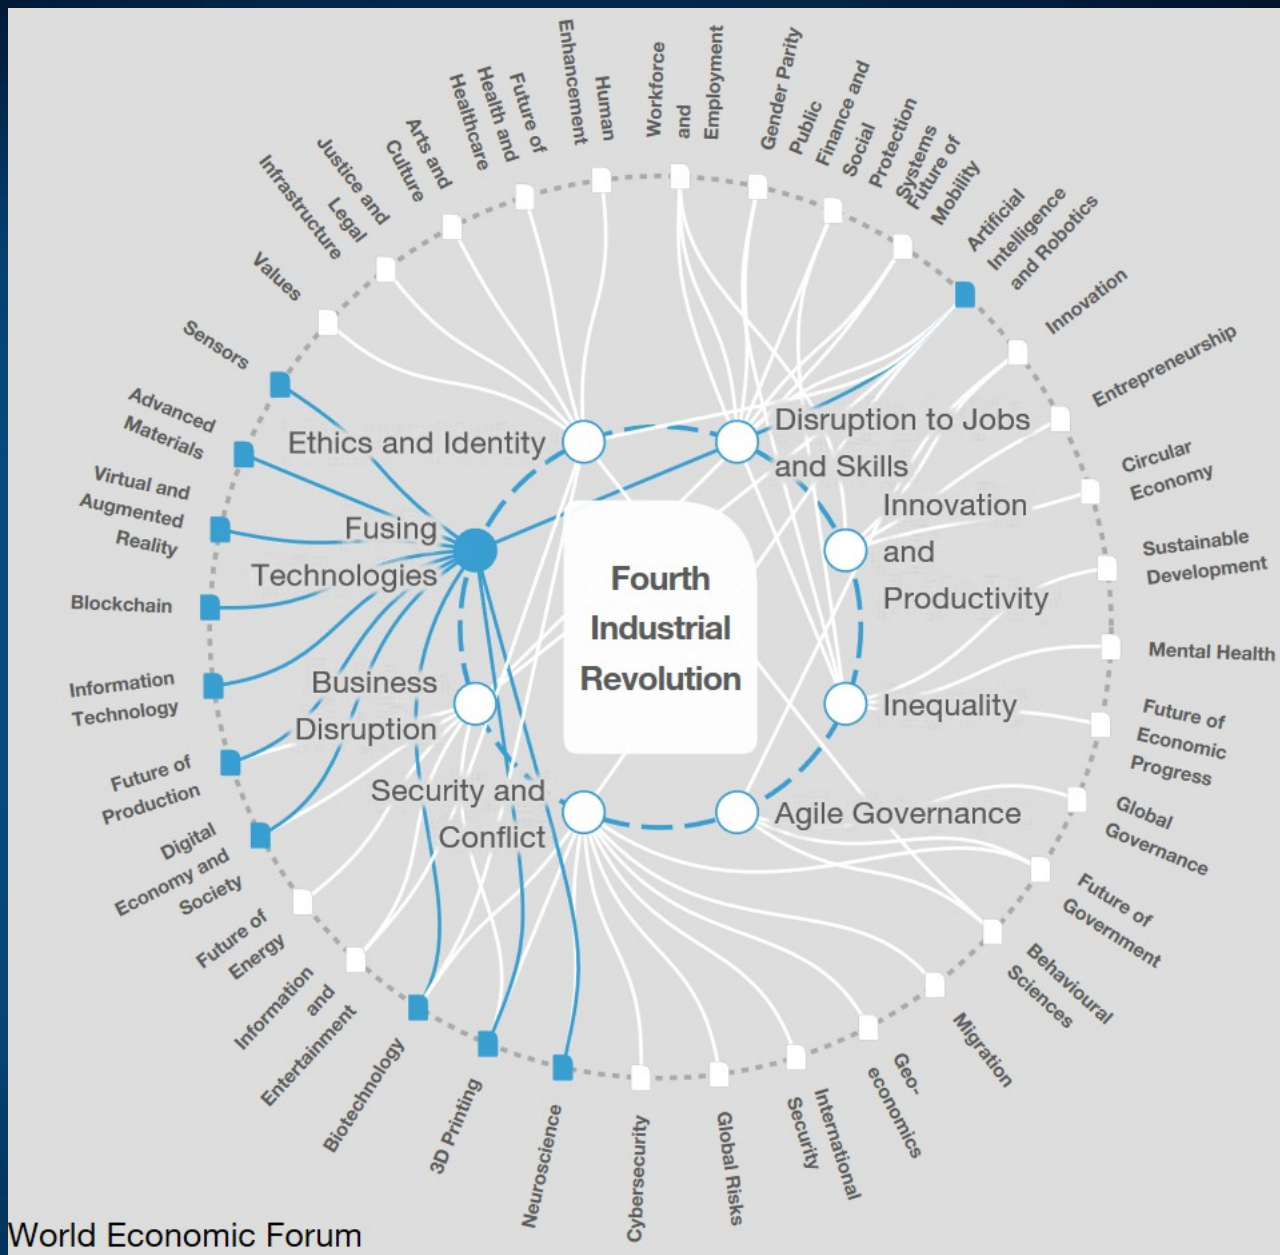 Enhancement
Human
Workforce
and
Employment
Gender Parity
Public
Finance and
Social
Protection
Systems
Future of
Mobility
Artificial
Intelligence
and Robotics
Innovation
Entrepreneurship
Circular
Economy
Sustainable
Development
Mental Health
Future of
Economic
Progress
Global
Governance
Future of
Government
Behavioural
Sciences
Migration
Geo-
economics
International
Security
Global Risks
Cybersecurity
Neuroscience
3D Printing
Biotechnology
Information
and
Entertainment
Future of
Energy
Digital
Economy and
Society
Future of
Production
Information
Technology
Blockchain
Virtual and
Augmented
Reality
Advanced
Materials
Sensors
Values
Justice and
Legal
Infrastructure
Arts and
Culture
Future of
Health and
Healthcare
Ethics and Identity
Disruption to Jobs
and Skills
Innovation
and
Productivity
Inequality
Agile Governance
Security and
Conflict
Business
Disruption
Fusing
Technologies
Fourth
Industrial
Revolution
World Economic Forum